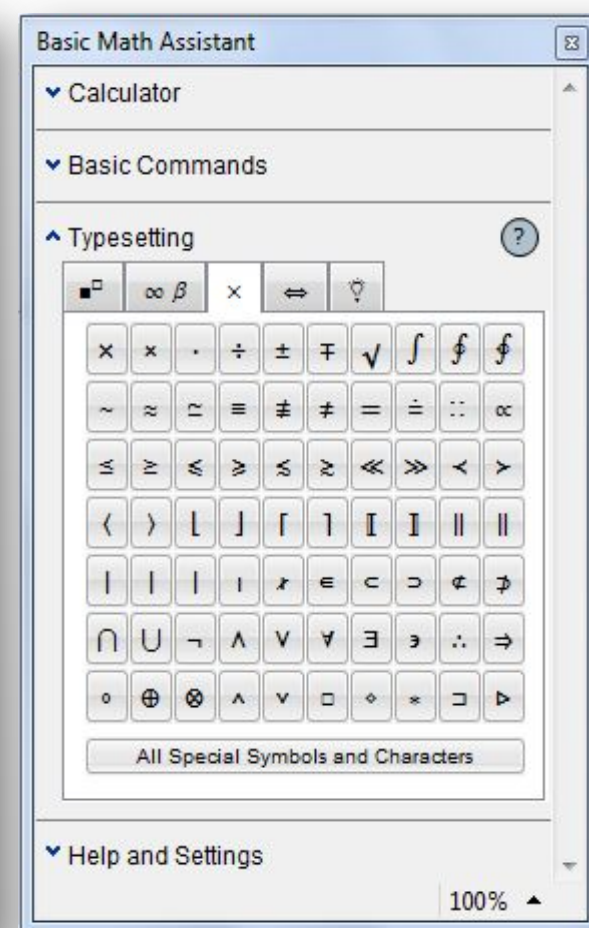 Basic Math Assistant
Calculator
Basic Commands
Typesetting ?
■□ ∞ β × ⇔
× × · ÷ ± ∓ √ ∫ ∮ ∮
~ ≈ ≃ ≡ ≢ ≠ = ≐ ∷ ∝
≤ ≥ ⩽ ⩾ ≲ ≳ ≪ ≫ ≺ ≻
⟨ ⟩ ⌊ ⌋ ⌈ ⌉ ⟦ ⟧ ‖ ‖
| | | ı ∊ ⊂ ⊃ ⊄ ⊅
∩ ∪ ¬ ∧ ∨ ∀ ∃ ∍ ∴ ⇒
∘ ⊕ ⊗ ∧ ∨ □ ⋄ * ⊐ ⊳
All Special Symbols and Characters
Help and Settings
100%